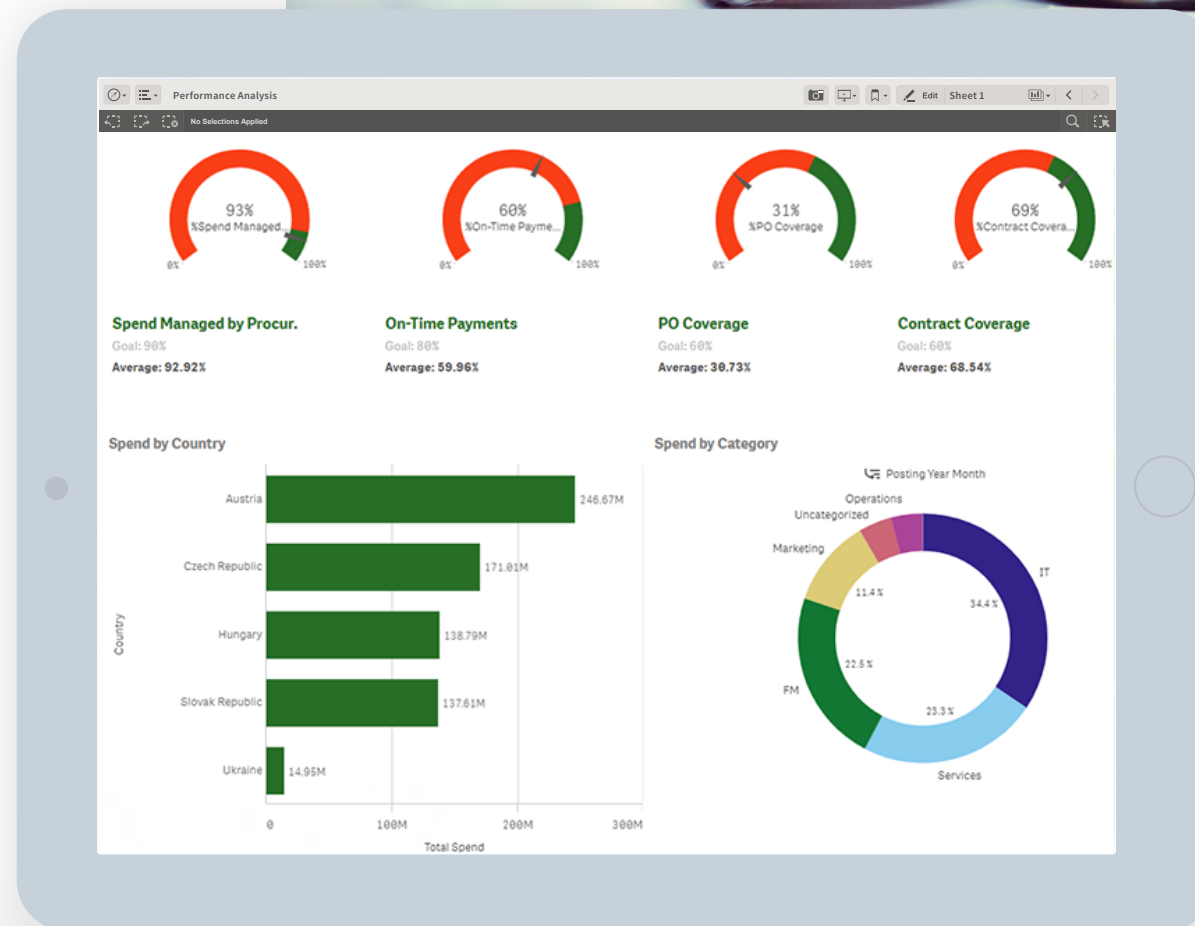 Performance Analysis
Edit Sheet 1
No Selections Applied
93%
%Spend Managed...
0% 100%
60%
%On-Time Payme...
0% 100%
31%
%PO Coverage
0% 100%
69%
%Contract Covera...
0% 100%
Spend Managed by Procur.
Goal: 90%
Average: 92.92%
On-Time Payments
Goal: 80%
Average: 59.96%
PO Coverage
Goal: 60%
Average: 30.73%
Contract Coverage
Goal: 60%
Average: 68.54%
Spend by Country
Country
Austria 246.67M
Czech Republic 171.01M
Hungary 138.79M
Slovak Republic 137.61M
Ukraine 14.95M
0 100M 200M 300M
Total Spend
Spend by Category
Posting Year Month
Operations
Uncategorized
Marketing
IT
11.4%
34.4%
22.5%
FM
23.3%
Services